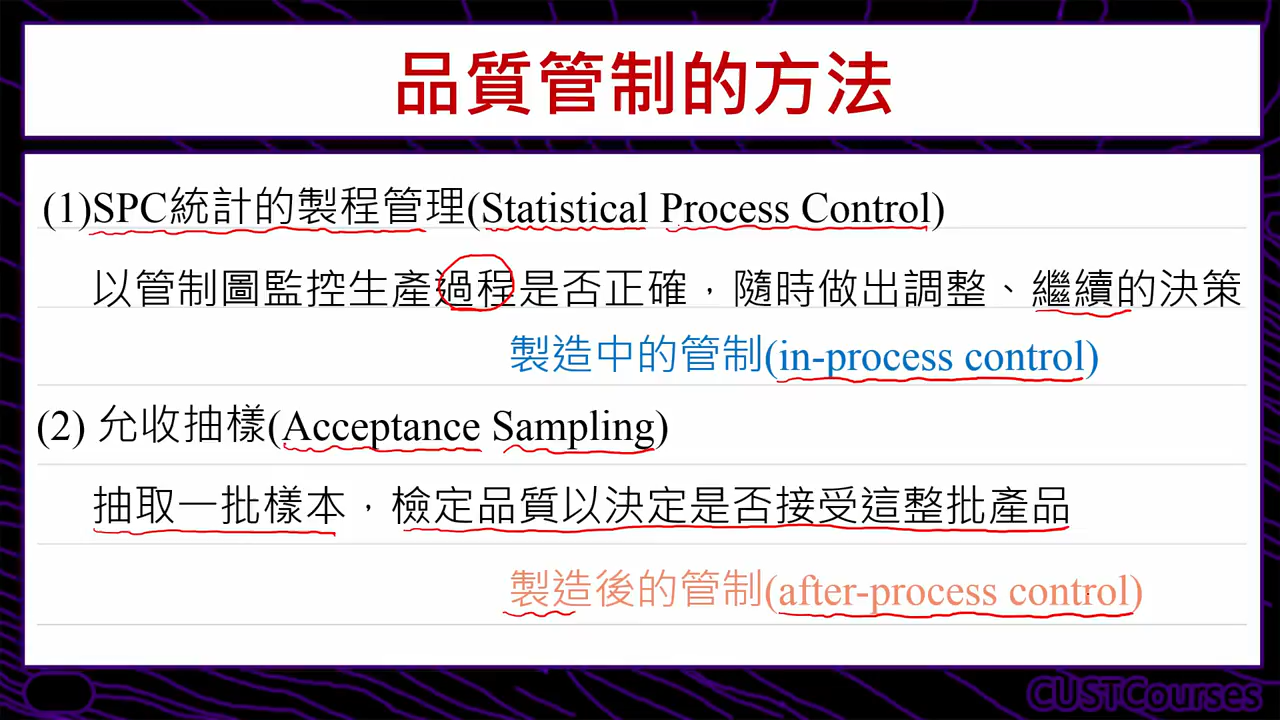 品質管制的方法
(1)SPC統計的製程管理(Statistical Process Control)
以管制圖監控生產過程是否正確，隨時做出調整、繼續的決策
製造中的管制(in-process control)
(2) 允收抽樣(Acceptance Sampling)
抽取一批樣本，檢定品質以決定是否接受這整批產品
製造後的管制(after-process control)
CUSTCourses